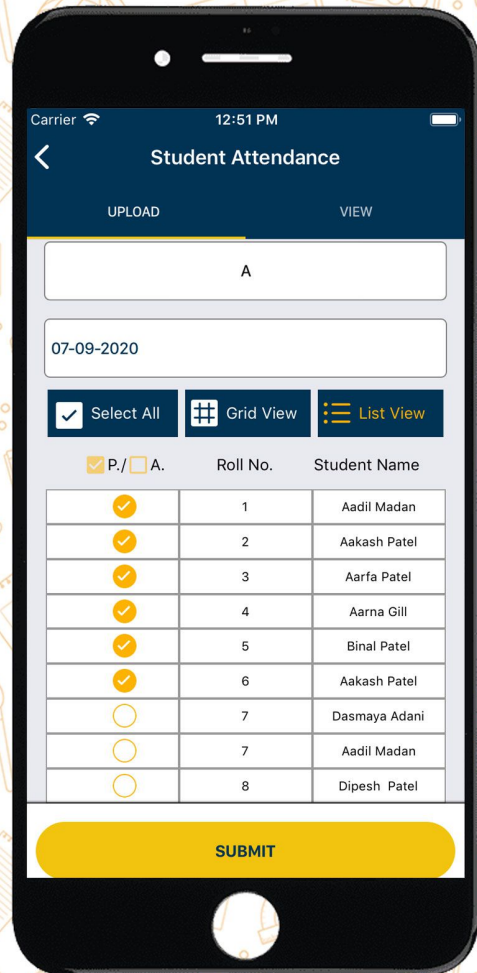 Carrier 12:51 PM
Student Attendance
UPLOAD VIEW
A
07-09-2020
Select All Grid View List View
P./ A. Roll No. Student Name
1 Aadil Madan
2 Aakash Patel
3 Aarfa Patel
4 Aarna Gill
5 Binal Patel
6 Aakash Patel
7 Dasmaya Adani
7 Aadil Madan
8 Dipesh Patel
SUBMIT